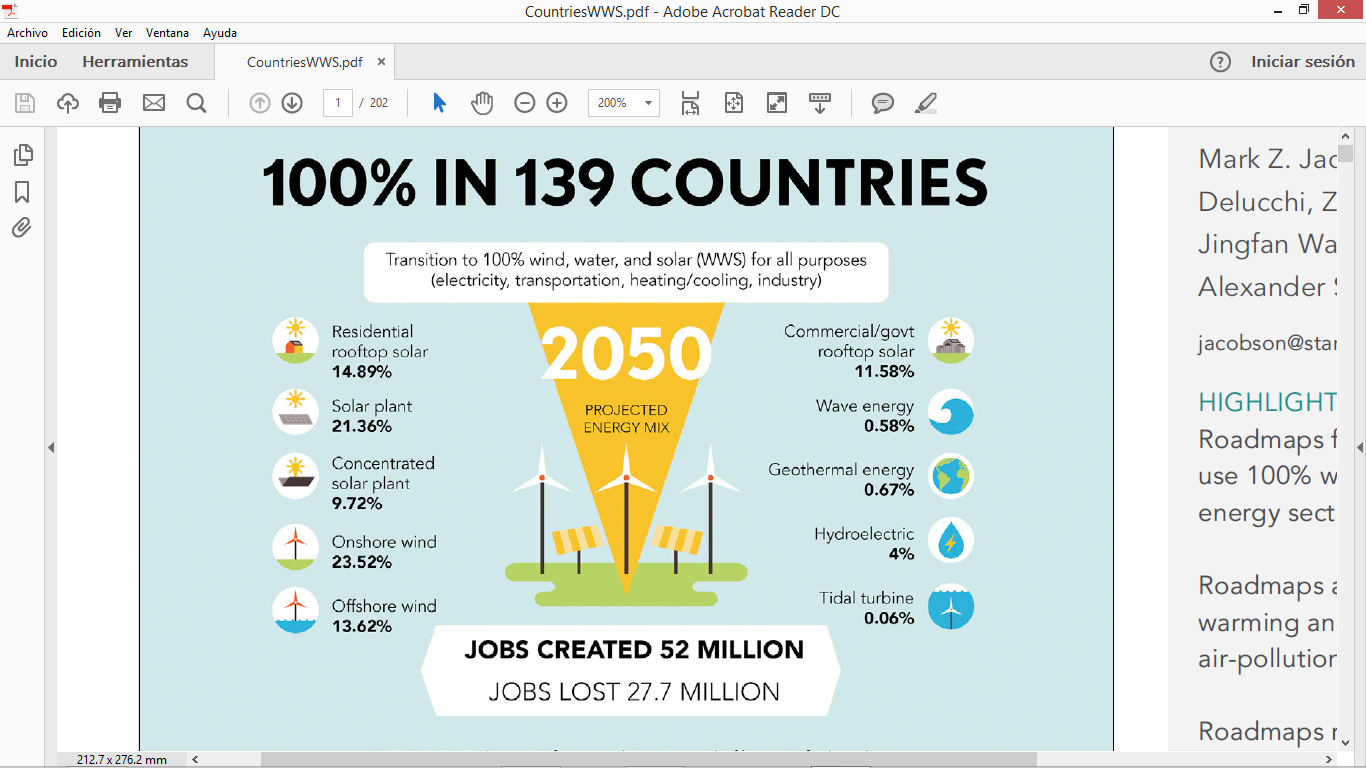 CountriesWWS.pdf - Adobe Acrobat Reader DC
Archivo Edición Ver Ventana Ayuda
Inicio Herramientas CountriesWWS.pdf × Iniciar sesión
1 / 202 200%
100% IN 139 COUNTRIES
Transition to 100% wind, water, and solar (WWS) for all purposes
(electricity, transportation, heating/cooling, industry)
2050
PROJECTED
ENERGY MIX
Residential
rooftop solar
14.89%
Solar plant
21.36%
Concentrated
solar plant
9.72%
Onshore wind
23.52%
Offshore wind
13.62%
Commercial/govt
rooftop solar
11.58%
Wave energy
0.58%
Geothermal energy
0.67%
Hydroelectric
4%
Tidal turbine
0.06%
JOBS CREATED 52 MILLION
JOBS LOST 27.7 MILLION
Mark Z. Jac
Delucchi, Z
Jingfan Wa
Alexander
jacobson@star
HIGHLIGHT
Roadmaps f
use 100% w
energy sect
Roadmaps a
warming an
air-pollution
Roadmaps r
212.7 x 276.2 mm